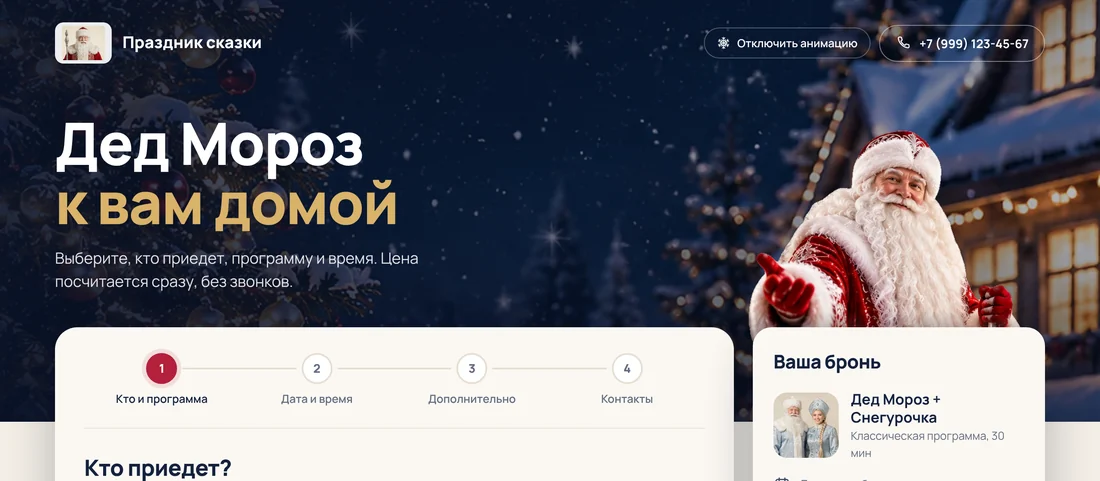 Праздник сказки
Отключить анимацию
+7 (999) 123-45-67
Дед Мороз
к вам домой
Выберите, кто приедет, программу и время. Цена
посчитается сразу, без звонков.
1
2
3
4
Кто и программа
Дата и время
Дополнительно
Контакты
Кто приедет?
Ваша бронь
Дед Мороз +
Снегурочка
Классическая программа, 30
мин